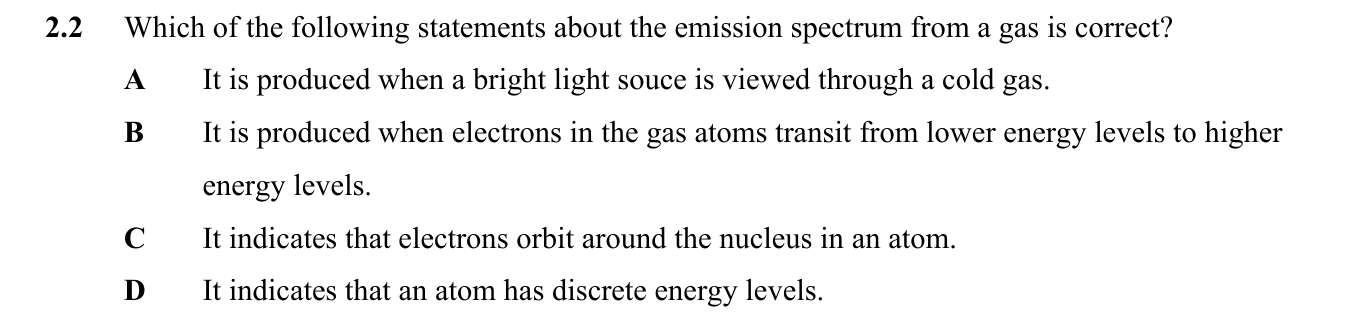 2.2 Which of the following statements about the emission spectrum from a gas is correct?
A It is produced when a bright light souce is viewed through a cold gas.
B It is produced when electrons in the gas atoms transit from lower energy levels to higher
energy levels.
C It indicates that electrons orbit around the nucleus in an atom.
D It indicates that an atom has discrete energy levels.